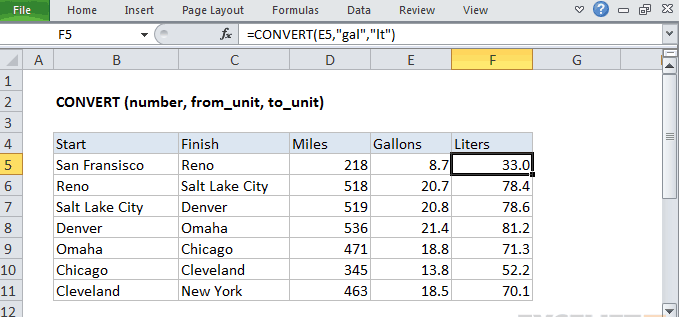 File Home Insert Page Layout Formulas Data Review View
F5 fx =CONVERT(E5,"gal","lt")
A B C D E F G
1
2 CONVERT (number, from_unit, to_unit)
3
4 Start Finish Miles Gallons Liters
5 San Fransisco Reno 218 8.7 33.0
6 Reno Salt Lake City 518 20.7 78.4
7 Salt Lake City Denver 519 20.8 78.6
8 Denver Omaha 536 21.4 81.2
9 Omaha Chicago 471 18.8 71.3
10 Chicago Cleveland 345 13.8 52.2
11 Cleveland New York 463 18.5 70.1
12